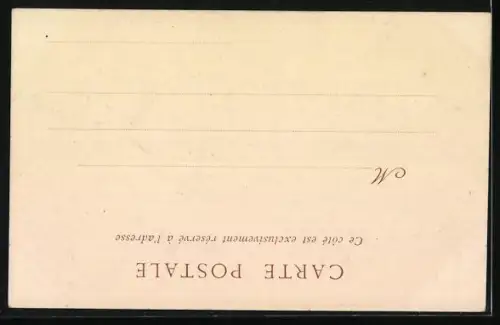 CARTE POSTALE
Ce côté est exclusivement réservé à l'adresse
M